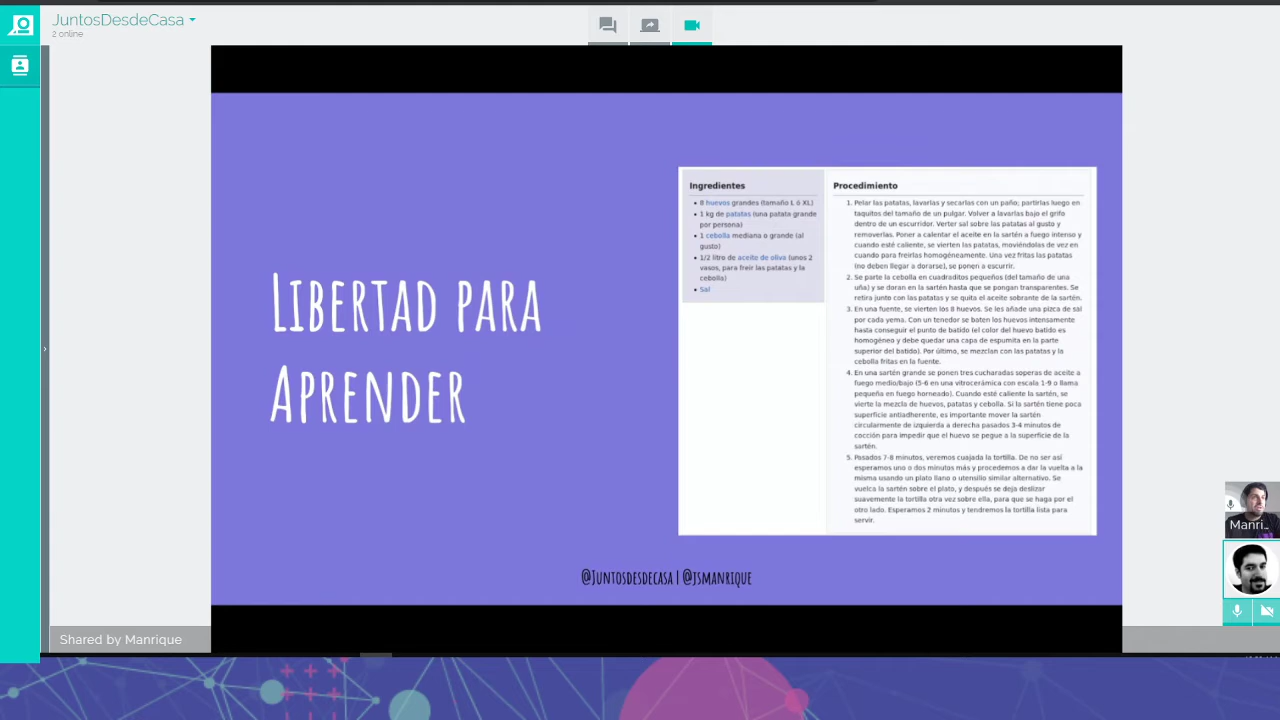 JuntosDesdeCasa
2 online
LIBERTAD PARA
APRENDER
Ingredientes
8 huevos grandes (tamaño L ó XL)
1 kg de patatas (una patata grande
por persona)
1 cebolla mediana o grande (al
gusto)
1/2 litro de aceite de oliva (unos 2
vasos, para freir las patatas y la
cebolla)
Sal
Procedimiento
1. Pelar las patatas, lavarlas y secarlas con un paño; partirlas luego en
taquitos del tamaño de un pulgar. Volver a lavarlas bajo el grifo
dentro de un escurridor. Verter sal sobre las patatas al gusto y
removerlas. Poner a calentar el aceite en la sartén a fuego intenso y
cuando esté caliente, se vierten las patatas, moviéndolas de vez en
cuando para freirlas homogéneamente. Una vez fritas las patatas
(no deben llegar a dorarse), se ponen a escurrir.
2. Se parte la cebolla en cuadraditos pequeños (del tamaño de una
uña) y se doran en la sartén hasta que se pongan transparentes. Se
retira junto con las patatas y se quita el aceite sobrante de la sartén.
3. En una fuente, se vierten los 8 huevos. Se les añade una pizca de sal
por cada yema. Con un tenedor se baten los huevos intensamente
hasta conseguir el punto de batido (el color del huevo batido es
homogéneo y debe quedar una capa de espumita en la parte
superior del batido). Por último, se mezclan con las patatas y la
cebolla fritas en la fuente.
4. En una sartén grande se ponen tres cucharadas soperas de aceite a
fuego medio/bajo (5-6 en una vitrocerámica con escala 1-9 o llama
pequeña en fuego horneado). Cuando esté caliente la sartén, se
vierte la mezcla de huevos, patatas y cebolla. Si la sartén tiene poca
superficie antiadherente, es importante mover la sartén
circularmente de izquierda a derecha pasados 3-4 minutos de
cocción para impedir que el huevo se pegue a la superficie de la
sartén.
5. Pasados 7-8 minutos, veremos cuajada la tortilla. De no ser así
esperamos uno o dos minutos más y procedemos a dar la vuelta a la
misma usando un plato llano o utensilio similar alternativo. Se
vuelca la sartén sobre el plato, y después se deja deslizar
suavemente la tortilla otra vez sobre ella, para que se haga por el
otro lado. Esperamos 2 minutos y tendremos la tortilla lista para
servir.
@JUNTOSDESDECASA | @JSMANRIQUE
Manri...
Shared by Manrique